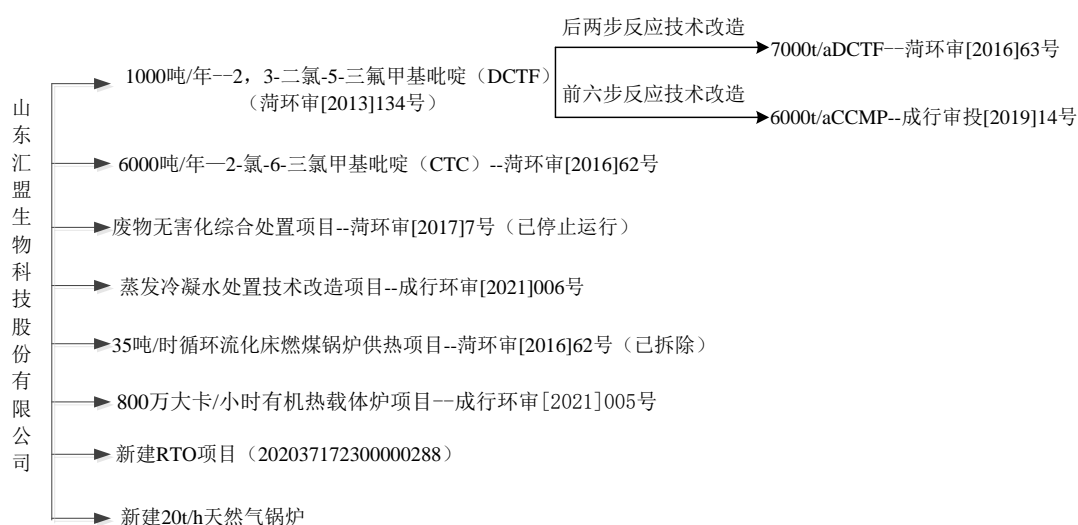 后两步反应技术改造
7000t/aDCTF--菏环审[2016]63号
1000吨/年--2，3-二氯-5-三氟甲基吡啶（DCTF）
（菏环审[2013]134号）
前六步反应技术改造
6000t/aCCMP--成行审投[2019]14号
山东汇盟生物科技股份有限公司
6000吨/年—2-氯-6-三氯甲基吡啶（CTC）--菏环审[2016]62号
废物无害化综合处置项目--菏环审[2017]7号（已停止运行）
蒸发冷凝水处置技术改造项目--成行环审[2021]006号
35吨/时循环流化床燃煤锅炉供热项目--菏环审[2016]62号（已拆除）
800万大卡/小时有机热载体炉项目--成行环审[2021]005号
新建RTO项目（202037172300000288）
新建20t/h天然气锅炉